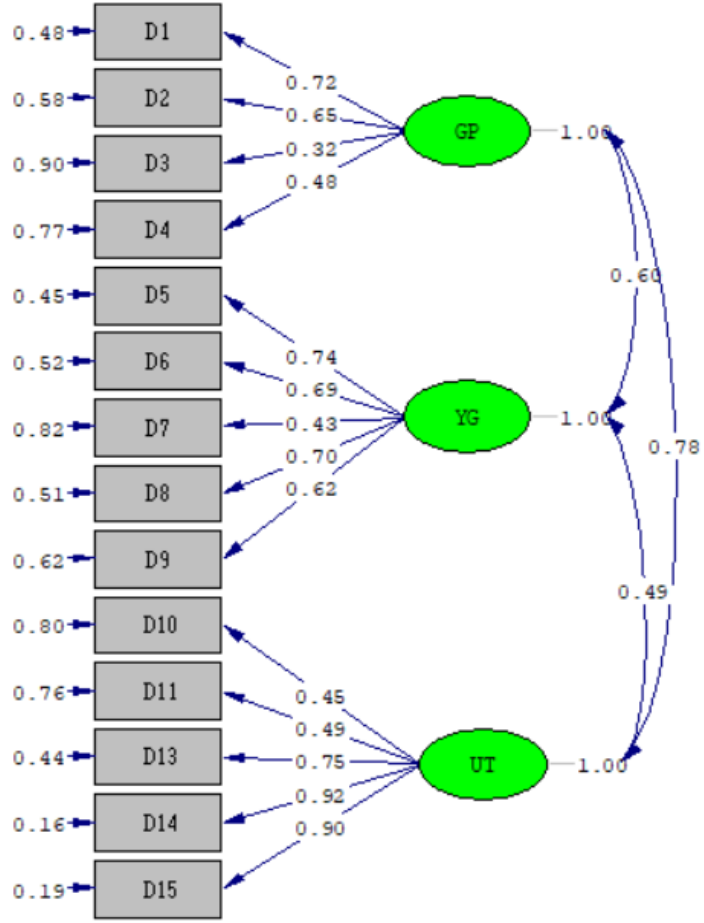 0.48 D1
0.72
0.58 D2
0.65
GP 1.00
0.90 D3
0.32
0.48
0.77 D4
0.60
0.45 D5
0.74
0.52 D6
0.69
YG 1.00
0.82 D7
0.43
0.78
0.70
0.51 D8
0.62
0.62 D9
0.49
0.80 D10
0.45
0.76 D11
0.49
0.44 D13
0.75
UT 1.00
0.92
0.16 D14
0.90
0.19 D15